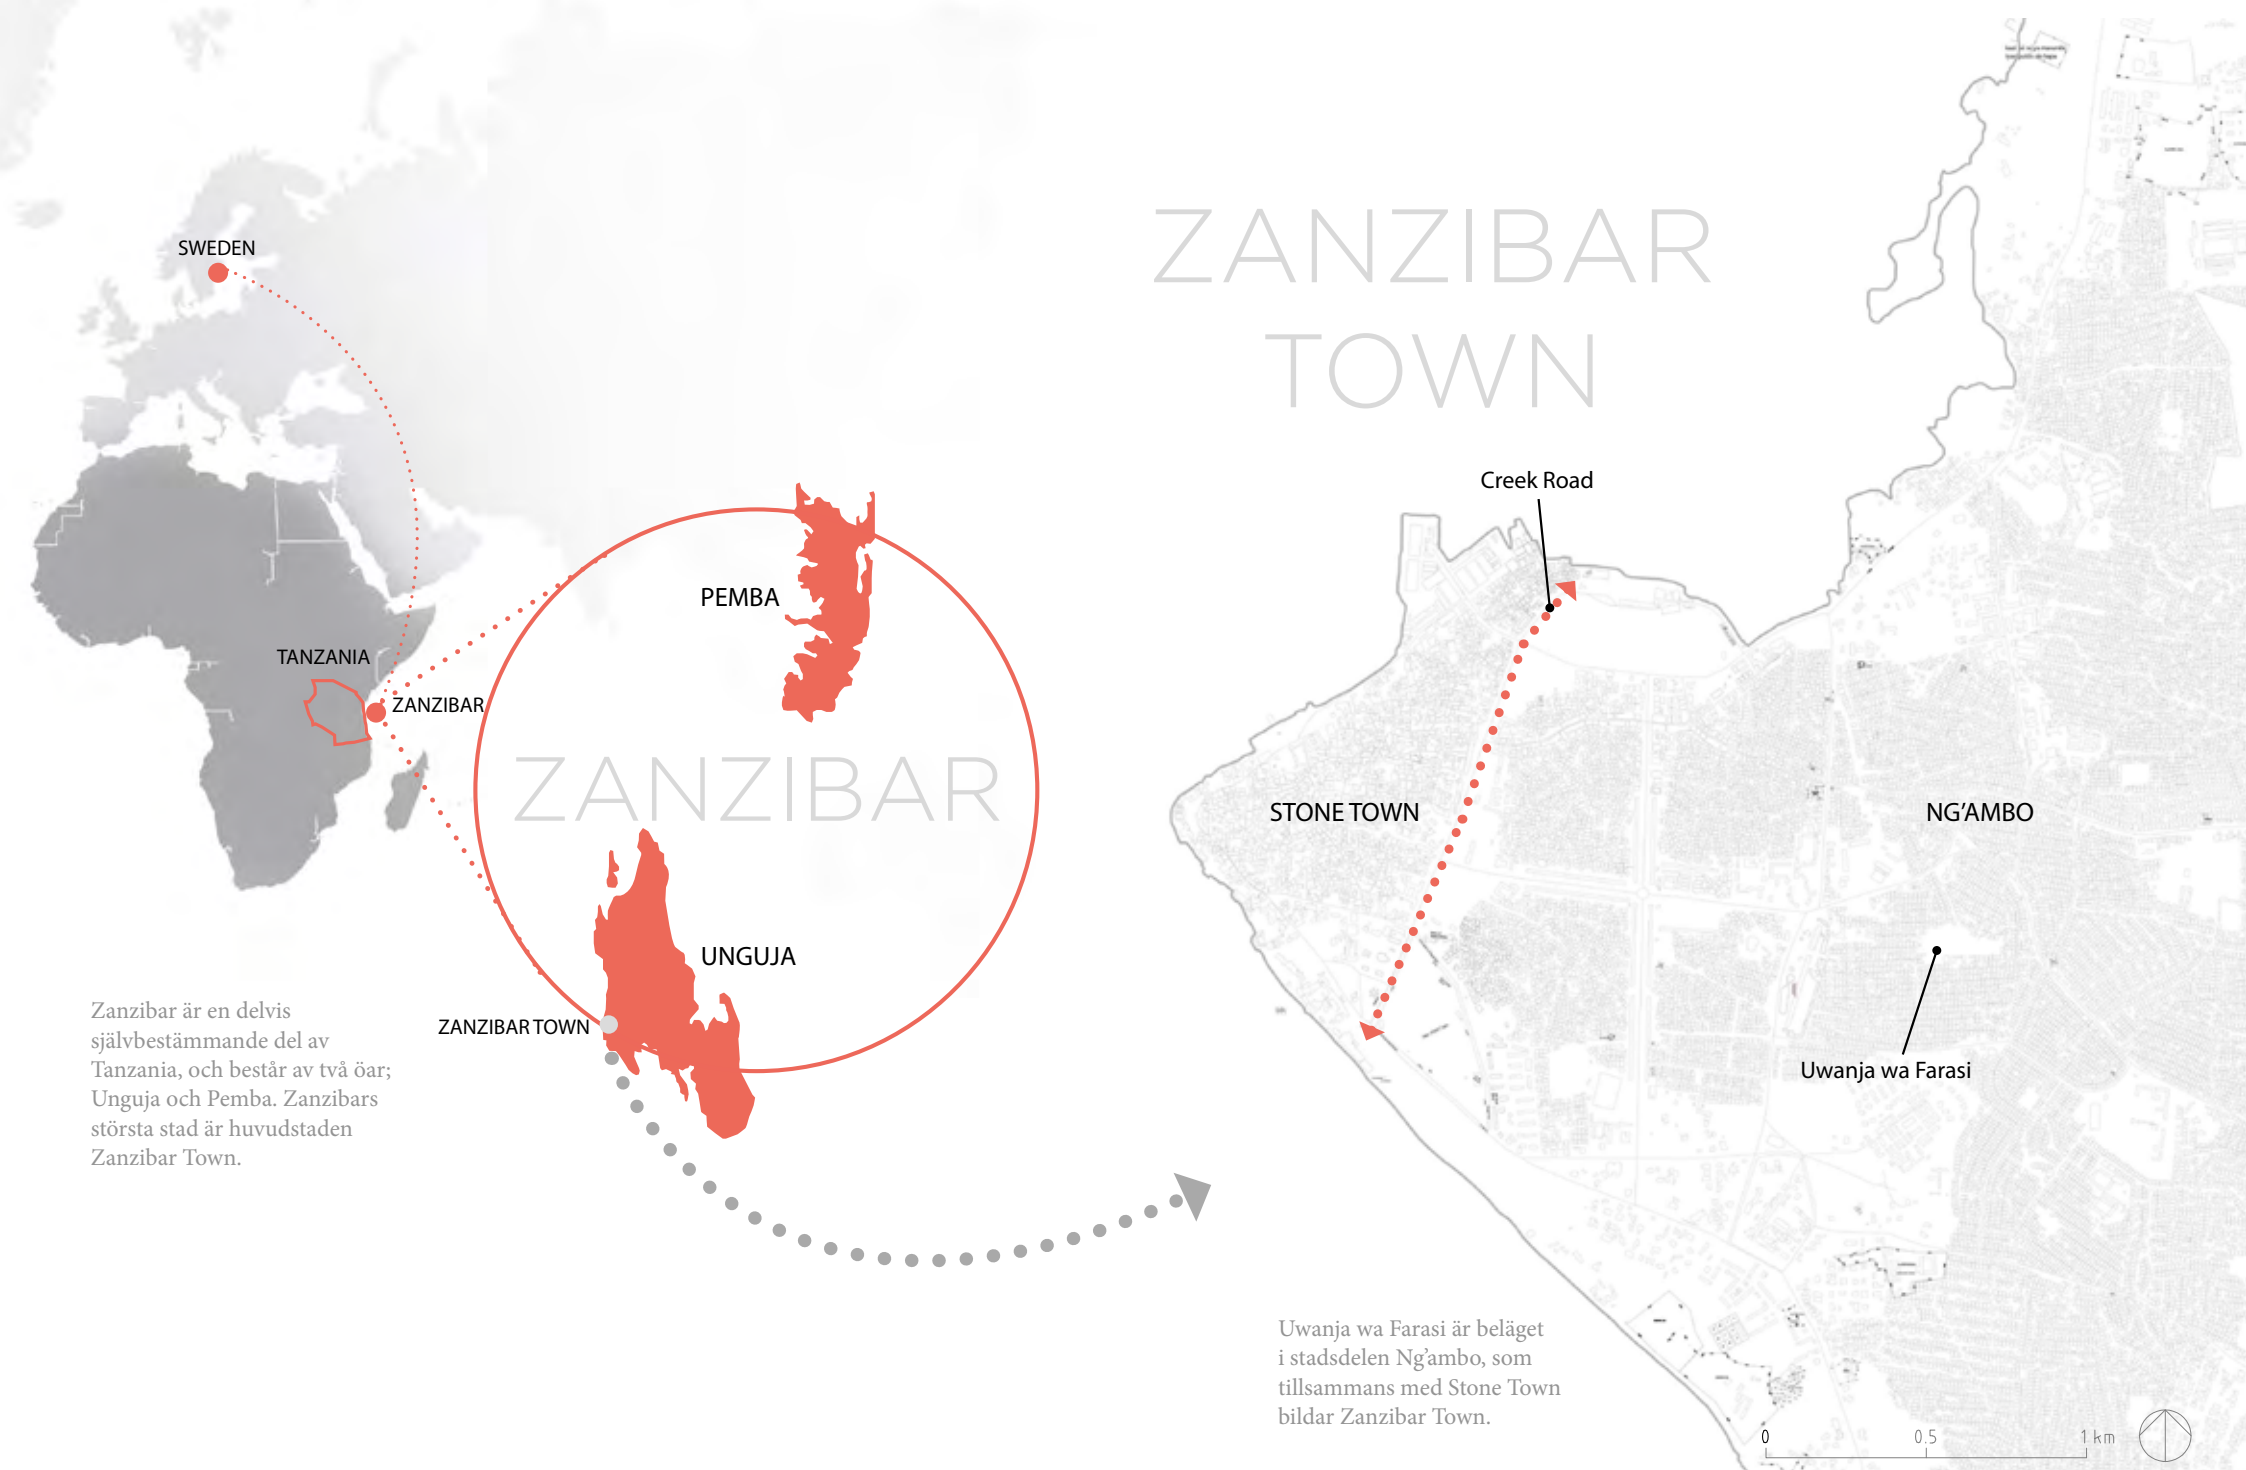 SWEDEN
TANZANIA
ZANZIBAR
PEMBA
ZANZIBAR
UNGUJA
ZANZIBAR TOWN
Zanzibar är en delvis
självbestämmande del av
Tanzania, och består av två öar;
Unguja och Pemba. Zanzibars
största stad är huvudstaden
Zanzibar Town.
ZANZIBAR
TOWN
Creek Road
STONE TOWN
NG'AMBO
Uwanja wa Farasi
Uwanja wa Farasi är beläget
i stadsdelen Ng'ambo, som
tillsammans med Stone Town
bildar Zanzibar Town.
0 0.5 1 km